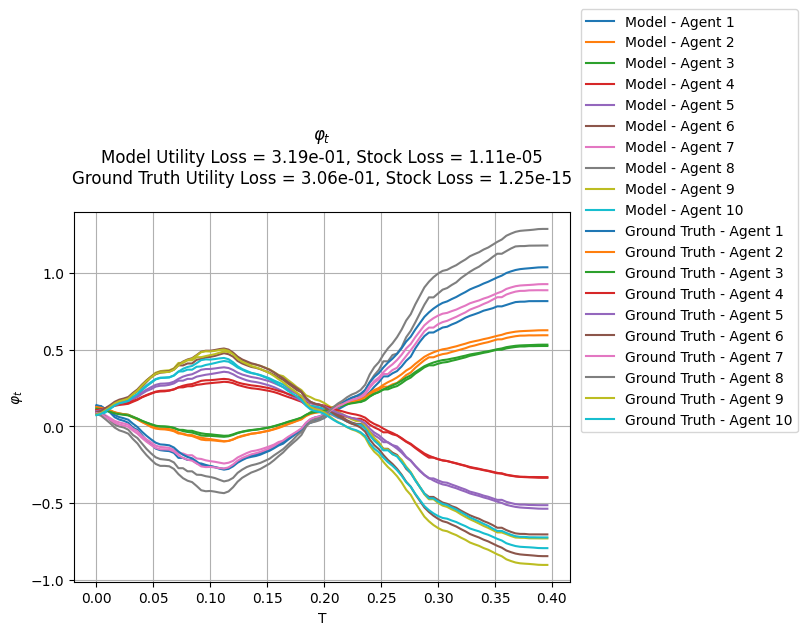 φₜ
Model Utility Loss = 3.19e-01, Stock Loss = 1.11e-05
Ground Truth Utility Loss = 3.06e-01, Stock Loss = 1.25e-15
φₜ
1.0
0.5
0.0
−0.5
−1.0
0.00 0.05 0.10 0.15 0.20 0.25 0.30 0.35 0.40
T
Model - Agent 1
Model - Agent 2
Model - Agent 3
Model - Agent 4
Model - Agent 5
Model - Agent 6
Model - Agent 7
Model - Agent 8
Model - Agent 9
Model - Agent 10
Ground Truth - Agent 1
Ground Truth - Agent 2
Ground Truth - Agent 3
Ground Truth - Agent 4
Ground Truth - Agent 5
Ground Truth - Agent 6
Ground Truth - Agent 7
Ground Truth - Agent 8
Ground Truth - Agent 9
Ground Truth - Agent 10